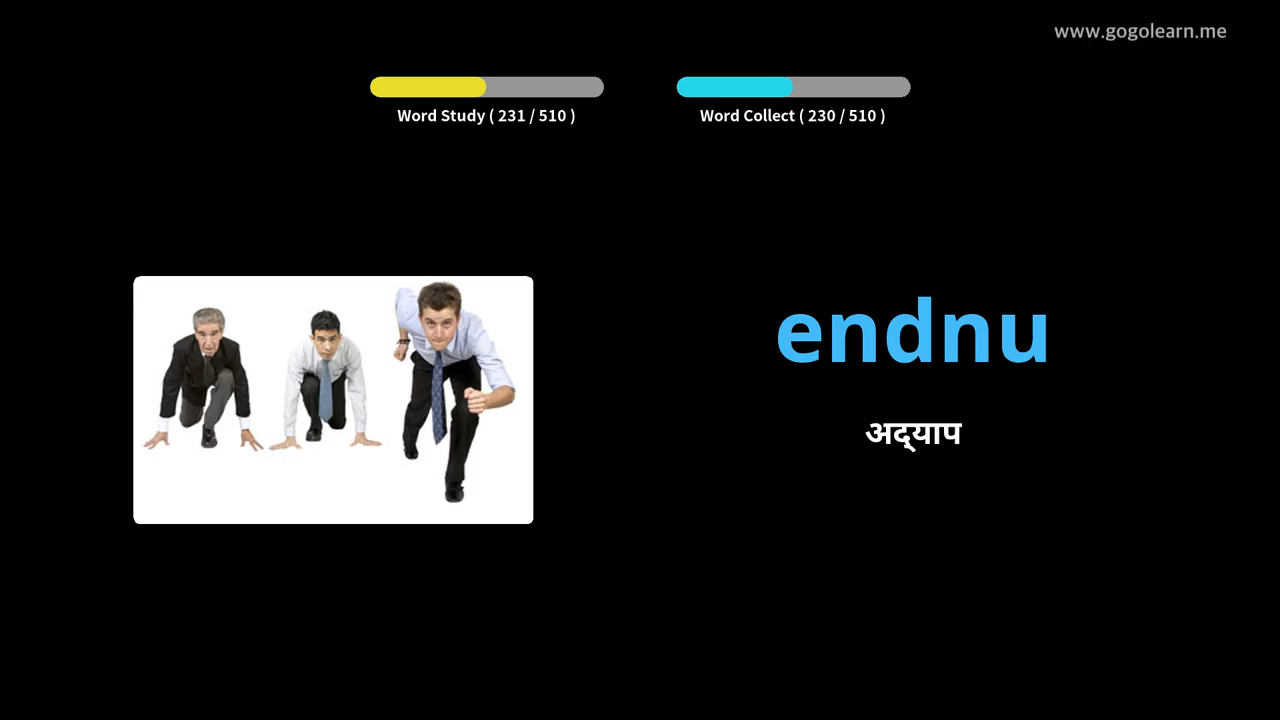 www.gogolearn.me
Word Study ( 231 / 510 )
Word Collect ( 230 / 510 )
endnu
अद्‌याप